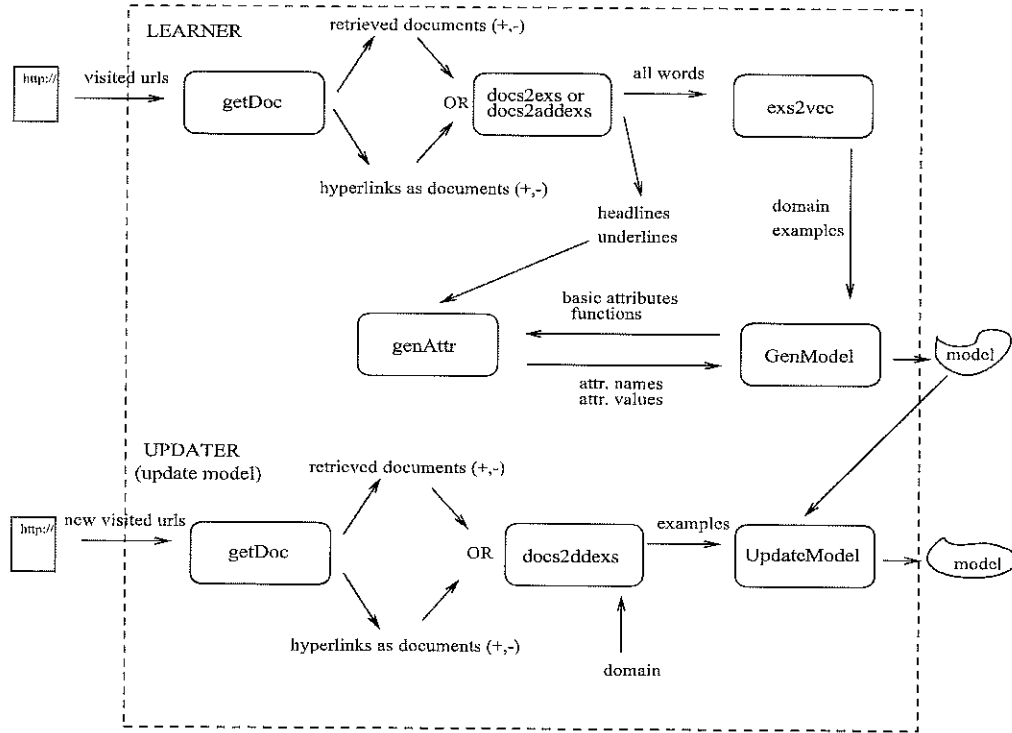 LEARNER
retrieved documents (+,-)
http://
visited urls
getDoc
OR
docs2exs or
docs2addexs
all words
exs2vec
hyperlinks as documents (+,-)
headlines
underlines
domain
examples
basic attributes
functions
genAttr
GenModel
model
attr. names
attr. values
UPDATER
(update model)
retrieved documents (+,-)
http://
new visited urls
getDoc
OR
docs2ddexs
examples
UpdateModel
model
hyperlinks as documents (+,-)
domain